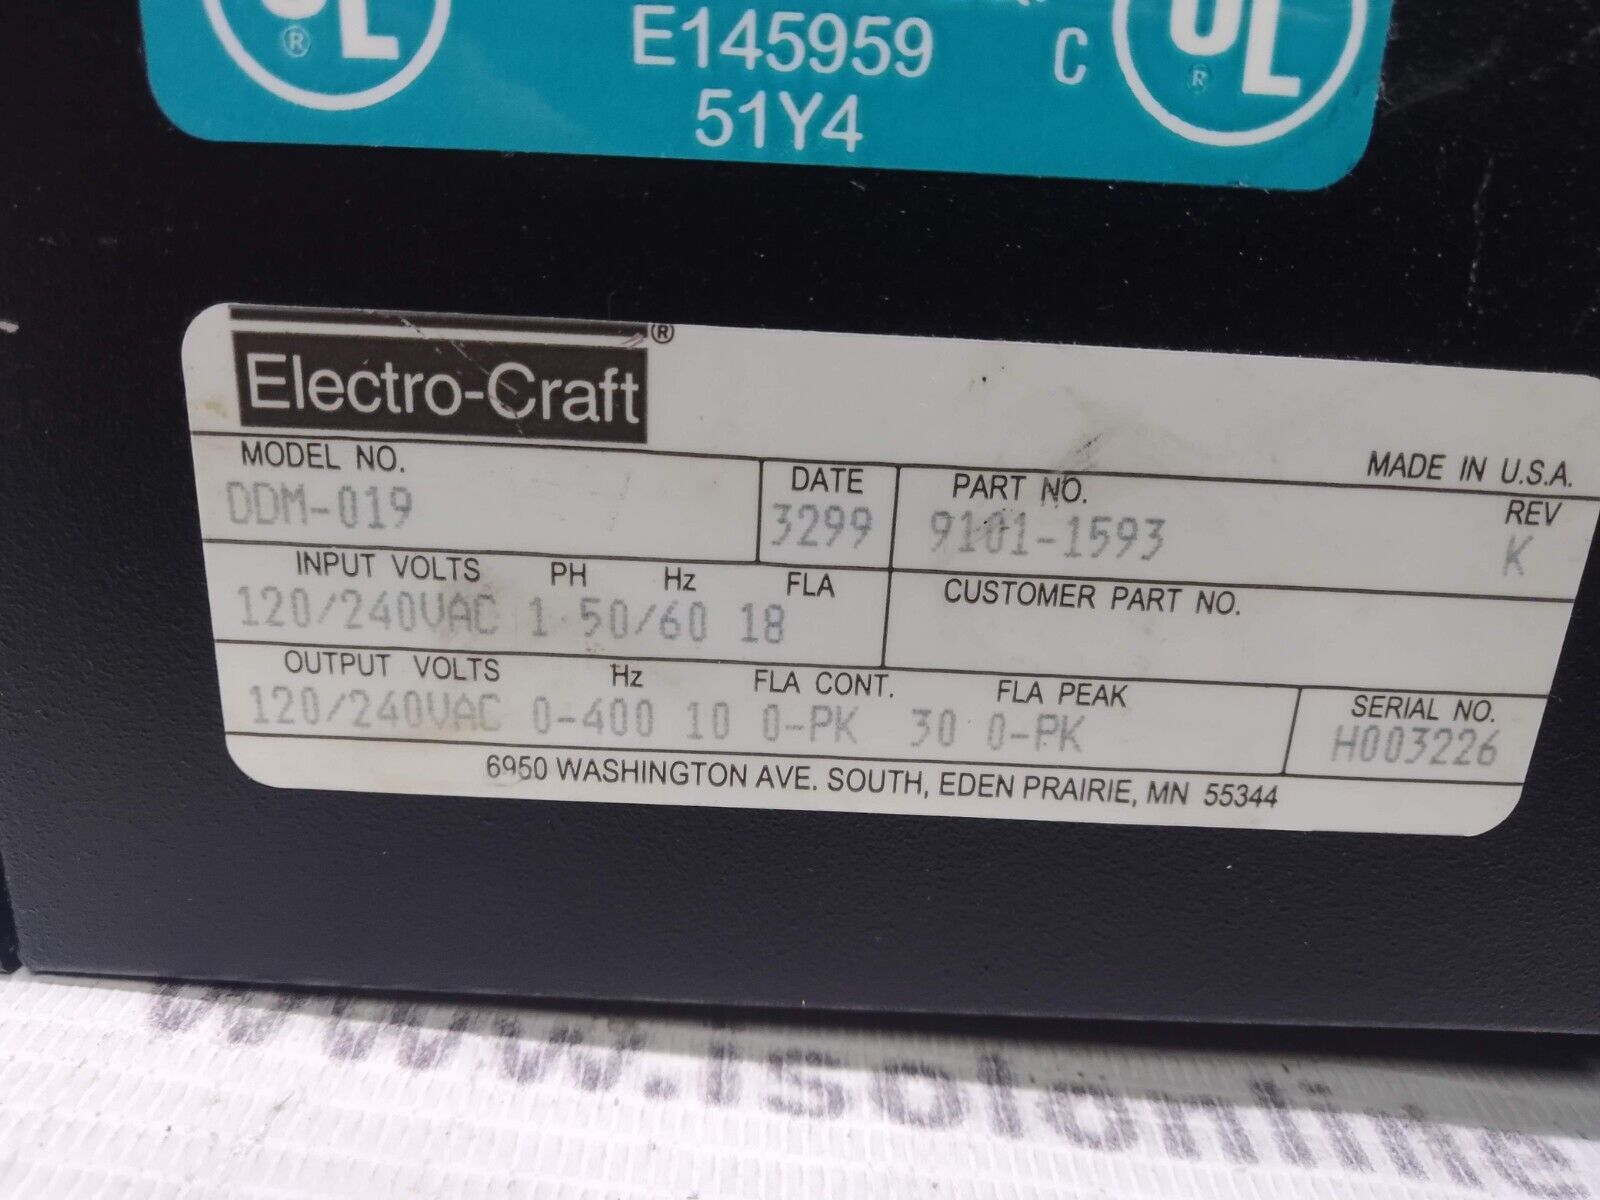 UL
®
E145959
51Y4
C
UL
®
Electro-Craft®
MADE IN U.S.A.
MODEL NO.
DDM-019
DATE
3299
PART NO.
9101-1593
REV
K
INPUT VOLTS PH Hz FLA
120/240VAC 1 50/60 18
CUSTOMER PART NO.
OUTPUT VOLTS Hz FLA CONT. FLA PEAK
120/240VAC 0-400 10 0-PK 30 0-PK
SERIAL NO.
H003226
6950 WASHINGTON AVE. SOUTH, EDEN PRAIRIE, MN 55344